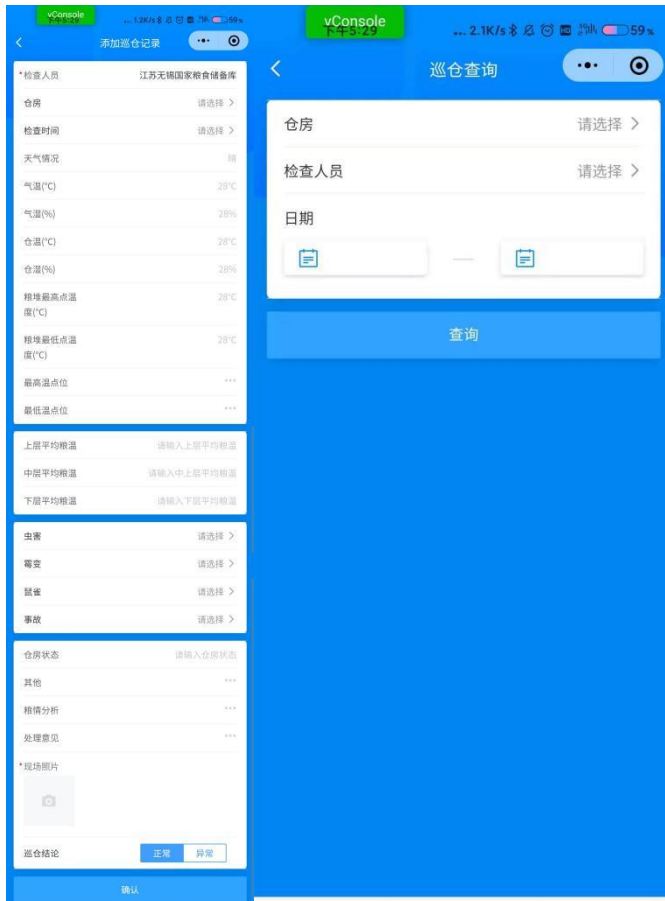 vConsole
下午5:29
... 1.2K/s 59%
添加巡仓记录
*检查人员 江苏无锡国家粮食储备库
仓房 请选择 >
检查时间 请选择 >
天气情况 晴
气温(°C) 28°C
气湿(%) 28%
仓温(°C) 28°C
仓湿(%) 28%
粮堆最高点温 28°C
度(°C)
粮堆最低点温 28°C
度(°C)
最高温点位 ***
最低温点位 ***
上层平均粮温 请输入上层平均粮温
中层平均粮温 请输入中上层平均粮温
下层平均粮温 请输入下层平均粮温
虫害 请选择 >
霉变 请选择 >
鼠雀 请选择 >
事故 请选择 >
仓房状态 请输入仓房状态
其他 ***
粮情分析 ***
处理意见 ***
*现场照片
巡仓结论 正常 异常
确认
vConsole
下午5:29
... 2.1K/s 59%
巡仓查询
仓房 请选择 >
检查人员 请选择 >
日期
—
查询